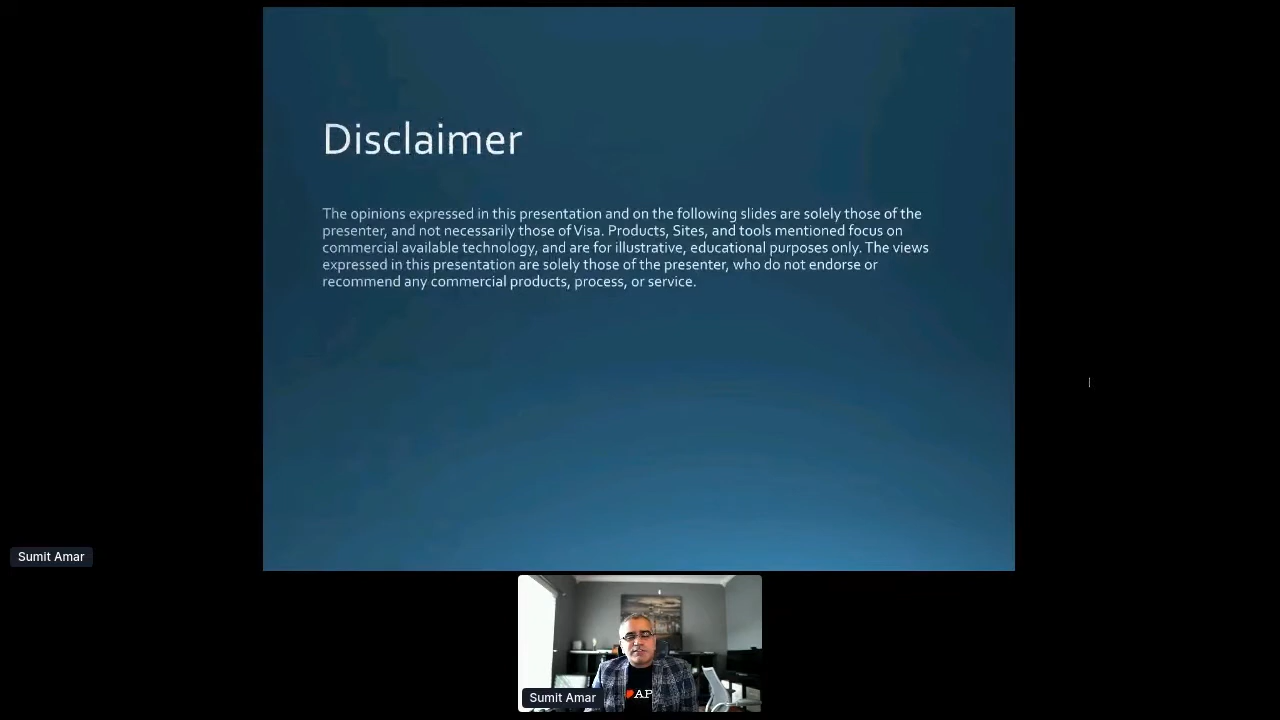 Disclaimer
The opinions expressed in this presentation and on the following slides are solely those of the
presenter, and not necessarily those of Visa. Products, Sites, and tools mentioned focus on
commercial available technology, and are for illustrative, educational purposes only. The views
expressed in this presentation are solely those of the presenter, who do not endorse or
recommend any commercial products, process, or service.
Sumit Amar
AP
Sumit Amar